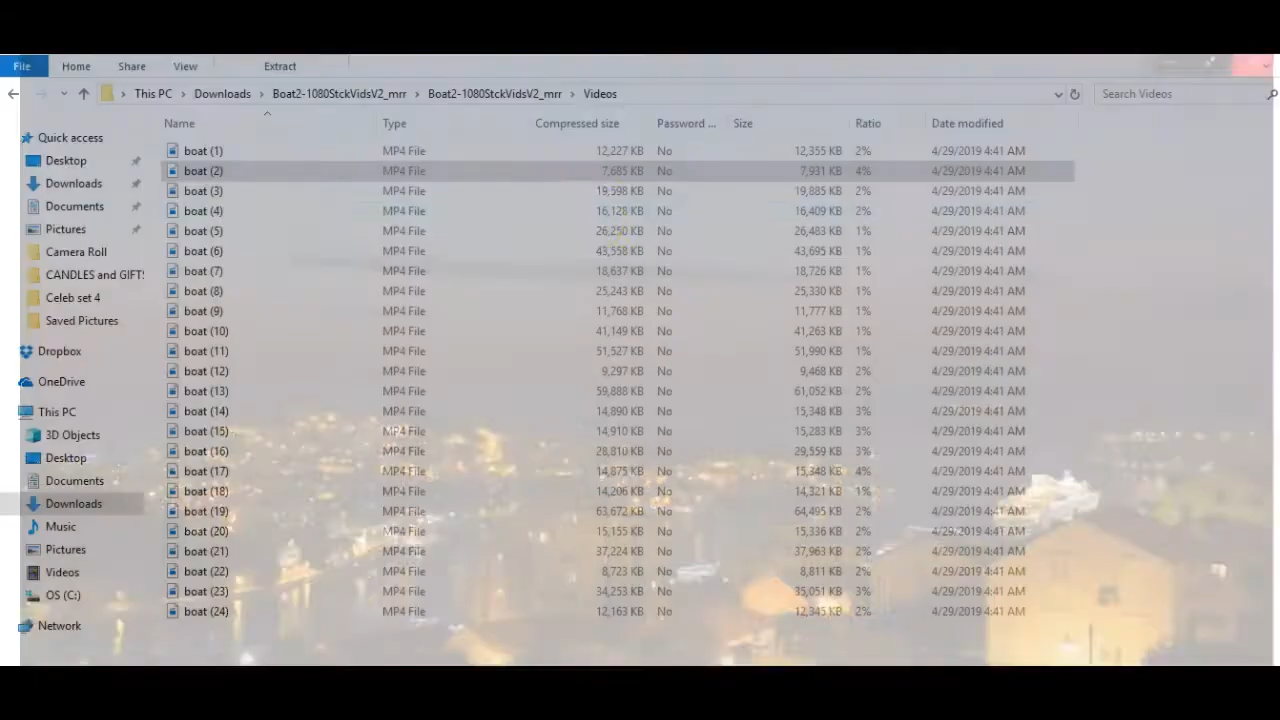 File Home Share View Extract
This PC > Downloads > Boat2-1080StckVidsV2_mrr > Boat2-1080StckVidsV2_mrr > Videos Search Videos
Name Type Compressed size Password ... Size Ratio Date modified
Quick access
Desktop
Downloads
Documents
Pictures
Camera Roll
CANDLES and GIFT!
Celeb set 4
Saved Pictures
Dropbox
OneDrive
This PC
3D Objects
Desktop
Documents
Downloads
Music
Pictures
Videos
OS (C:)
Network
boat (1) MP4 File 12,227 KB No 12,355 KB 2% 4/29/2019 4:41 AM
boat (2) MP4 File 7,685 KB No 7,931 KB 4% 4/29/2019 4:41 AM
boat (3) MP4 File 19,598 KB No 19,885 KB 2% 4/29/2019 4:41 AM
boat (4) MP4 File 16,128 KB No 16,409 KB 2% 4/29/2019 4:41 AM
boat (5) MP4 File 26,250 KB No 26,483 KB 1% 4/29/2019 4:41 AM
boat (6) MP4 File 43,558 KB No 43,695 KB 1% 4/29/2019 4:41 AM
boat (7) MP4 File 18,637 KB No 18,726 KB 1% 4/29/2019 4:41 AM
boat (8) MP4 File 25,243 KB No 25,330 KB 1% 4/29/2019 4:41 AM
boat (9) MP4 File 11,768 KB No 11,777 KB 1% 4/29/2019 4:41 AM
boat (10) MP4 File 41,149 KB No 41,263 KB 1% 4/29/2019 4:41 AM
boat (11) MP4 File 51,527 KB No 51,990 KB 1% 4/29/2019 4:41 AM
boat (12) MP4 File 9,297 KB No 9,468 KB 2% 4/29/2019 4:41 AM
boat (13) MP4 File 59,888 KB No 61,052 KB 2% 4/29/2019 4:41 AM
boat (14) MP4 File 14,890 KB No 15,348 KB 3% 4/29/2019 4:41 AM
boat (15) MP4 File 14,910 KB No 15,283 KB 3% 4/29/2019 4:41 AM
boat (16) MP4 File 28,810 KB No 29,559 KB 3% 4/29/2019 4:41 AM
boat (17) MP4 File 14,875 KB No 15,348 KB 4% 4/29/2019 4:41 AM
boat (18) MP4 File 14,206 KB No 14,321 KB 1% 4/29/2019 4:41 AM
boat (19) MP4 File 63,672 KB No 64,495 KB 2% 4/29/2019 4:41 AM
boat (20) MP4 File 15,155 KB No 15,336 KB 2% 4/29/2019 4:41 AM
boat (21) MP4 File 37,224 KB No 37,963 KB 2% 4/29/2019 4:41 AM
boat (22) MP4 File 8,723 KB No 8,811 KB 2% 4/29/2019 4:41 AM
boat (23) MP4 File 34,253 KB No 35,051 KB 3% 4/29/2019 4:41 AM
boat (24) MP4 File 12,163 KB No 12,345 KB 2% 4/29/2019 4:41 AM